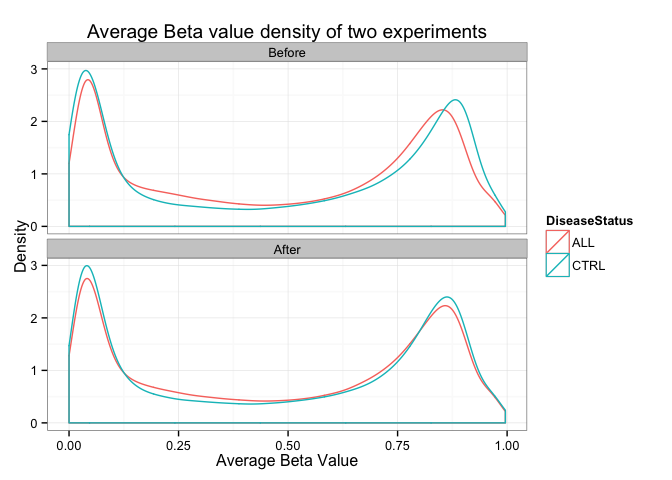 Average Beta value density of two experiments
Before
3
2
1
0
After
3
2
1
0
Density
0.00 0.25 0.50 0.75 1.00
Average Beta Value
DiseaseStatus
ALL
CTRL